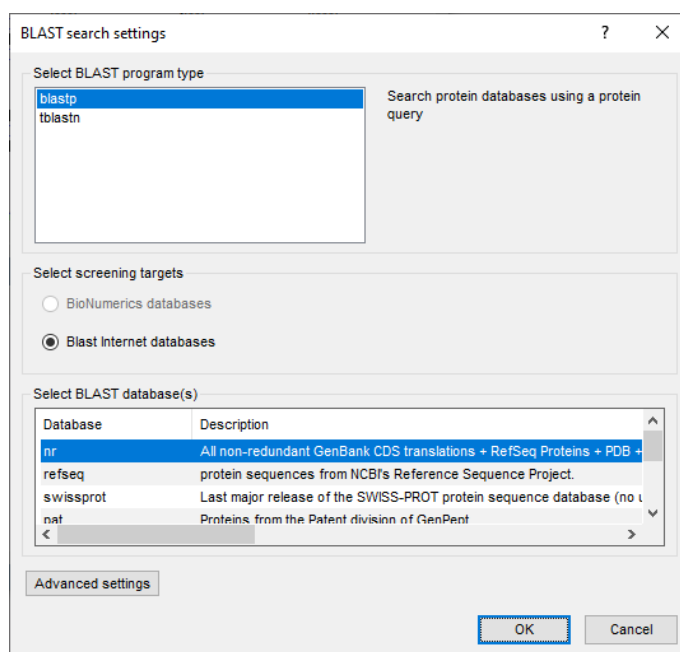 BLAST search settings
?
Select BLAST program type
blastp
tblastn
Search protein databases using a protein
query
Select screening targets
BioNumerics databases
Blast Internet databases
Select BLAST database(s)
Database Description
nr All non-redundant GenBank CDS translations + RefSeq Proteins + PDB +
refseq protein sequences from NCBI's Reference Sequence Project.
swissprot Last major release of the SWISS-PROT protein sequence database (no
pat Proteins from the Patent division of GenPept
Advanced settings
OK Cancel